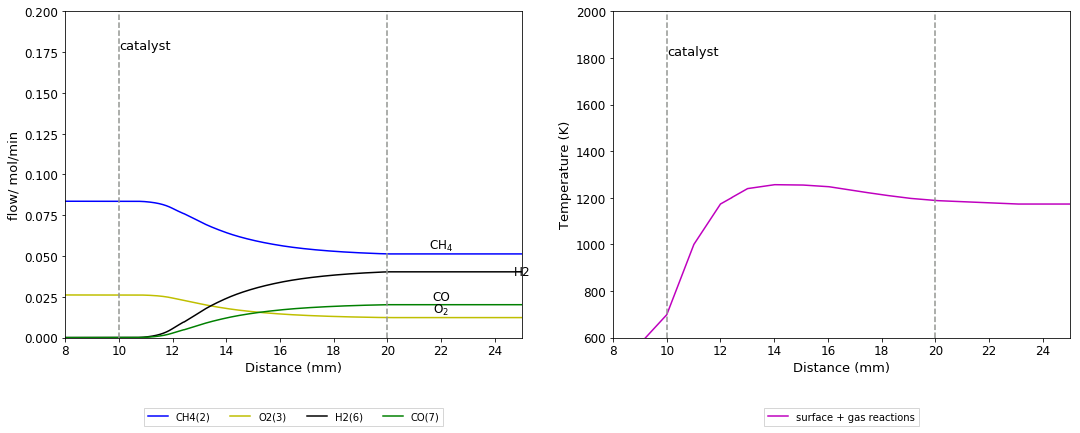 0.200
0.175
0.150
0.125
0.100
0.075
0.050
0.025
0.000
flow/ mol/min
catalyst
CH₄
H2
CO
O₂
8 10 12 14 16 18 20 22 24
Distance (mm)
CH4(2) O2(3) H2(6) CO(7)
2000
1800
1600
1400
1200
1000
800
600
Temperature (K)
catalyst
8 10 12 14 16 18 20 22 24
Distance (mm)
surface + gas reactions